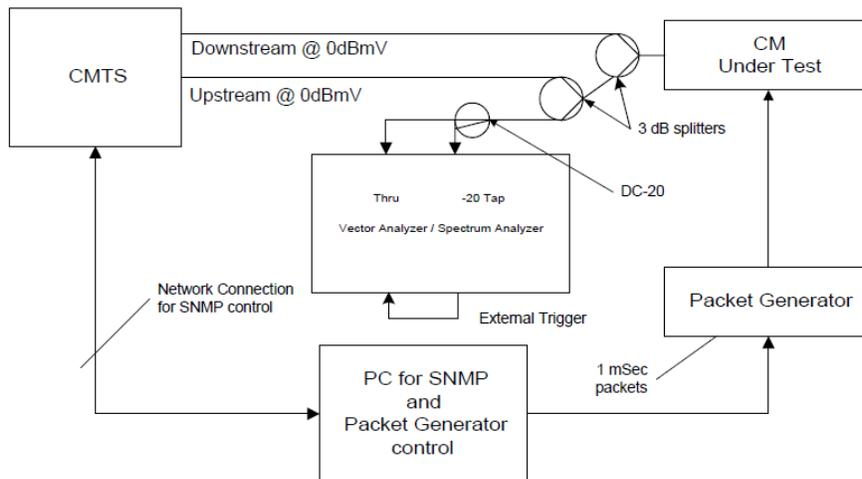 Downstream @ 0dBmV
CMTS
Upstream @ 0dBmV
CM
Under Test
3 dB splitters
DC-20
Thru
-20 Tap
Vector Analyzer / Spectrum Analyzer
Network Connection
for SNMP control
External Trigger
Packet Generator
1 mSec
packets
PC for SNMP
and
Packet Generator
control